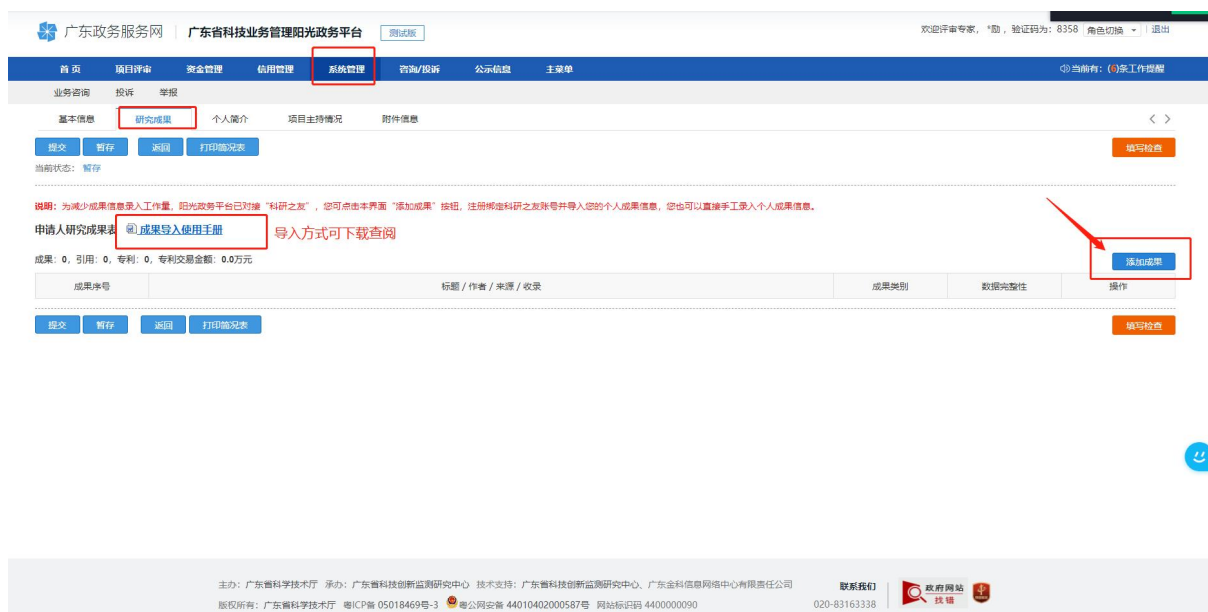 广东政务服务网 广东省科技业务管理阳光政务平台 测试版 欢迎评审专家，*勋，验证码为：8358 角色切换 退出
首页 项目评审 资金管理 信用管理 系统管理 咨询/投诉 公示信息 主菜单 当前有：(6)条工作提醒
业务咨询 投诉 举报
基本信息 研究成果 个人简介 项目主持情况 附件信息 < >
提交 暂存 返回 打印简况表 填写检查
当前状态：暂存
说明：为减少成果信息录入工作量，阳光政务平台已对接“科研之友”，您可点击本界面“添加成果”按钮，注册绑定科研之友账号并导入您的个人成果信息，您也可以直接手工录入个人成果信息。
申请人研究成果表 成果导入使用手册 导入方式可下载查阅
成果：0，引用：0，专利：0，专利交易金额：0.0万元 添加成果
成果序号 标题 / 作者 / 来源 / 收录 成果类别 数据完整性 操作
提交 暂存 返回 打印简况表 填写检查
主办：广东省科学技术厅 承办：广东省科技创新监测研究中心 技术支持：广东省科技创新监测研究中心、广东金科信息网络中心有限责任公司 联系我们 政府网站
版权所有：广东省科学技术厅 粤ICP备 05018469号-3 粤公网安备 44010402000587号 网站标识码 4400000090 020-83163338 找错